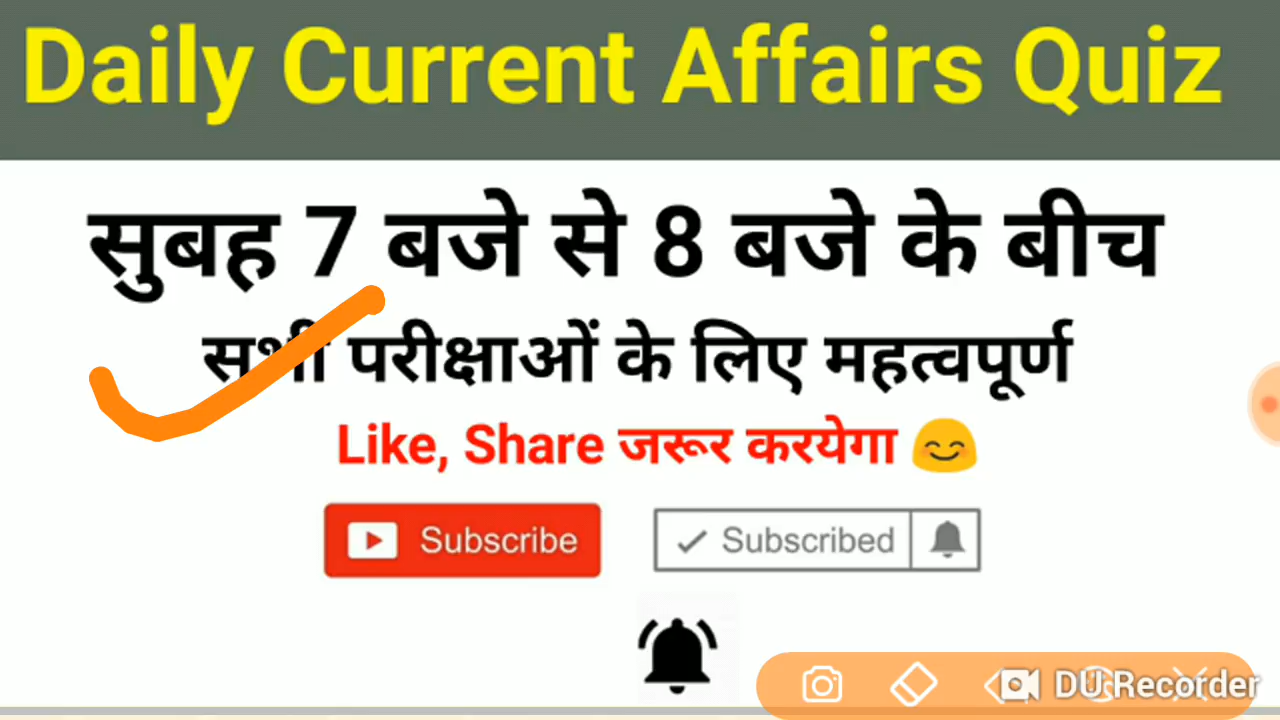 Daily Current Affairs Quiz
सुबह 7 बजे से 8 बजे के बीच
सभी परीक्षाओं के लिए महत्वपूर्ण
Like, Share जरूर करयेगा
Subscribe
Subscribed
DU Recorder